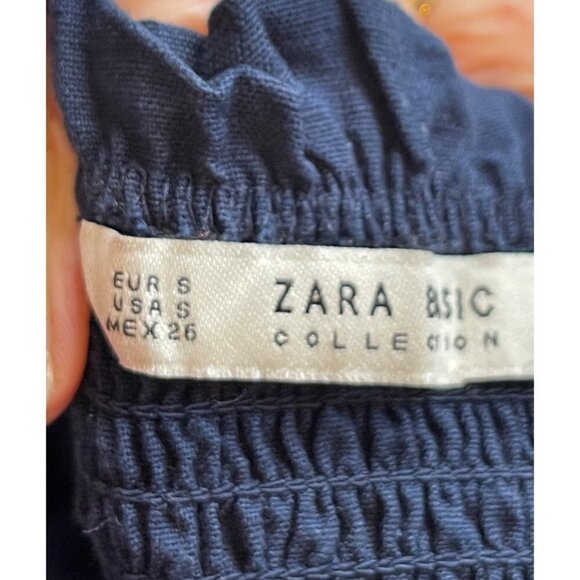 EUR S
USA S
MEX 26
ZARA BASIC
COLLECTION